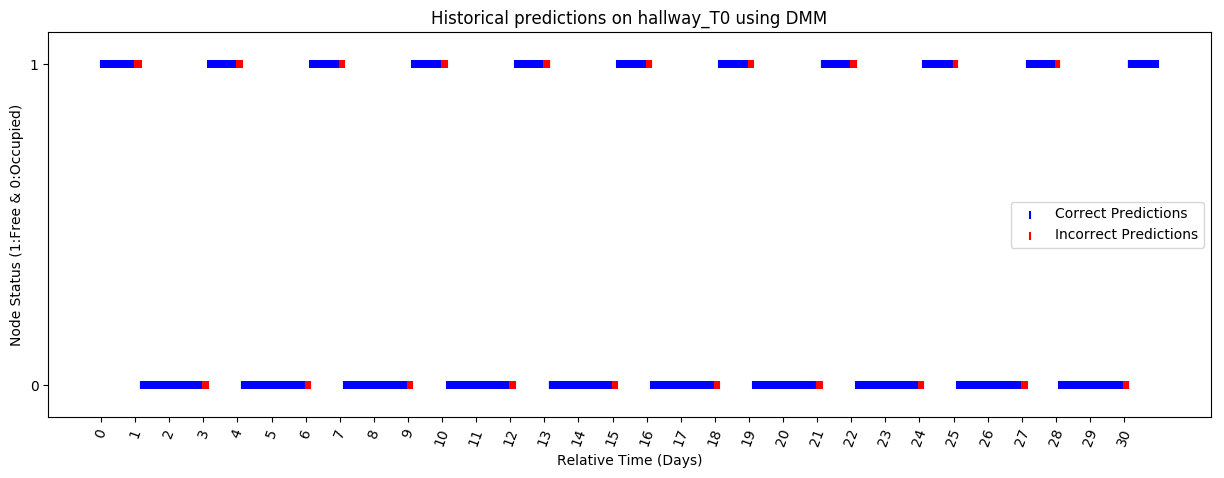 Historical predictions on hallway_T0 using DMM
Node Status (1:Free & 0:Occupied)
1
0
Correct Predictions
Incorrect Predictions
0 1 2 3 4 5 6 7 8 9 10 11 12 13 14 15 16 17 18 19 20 21 22 23 24 25 26 27 28 29 30
Relative Time (Days)